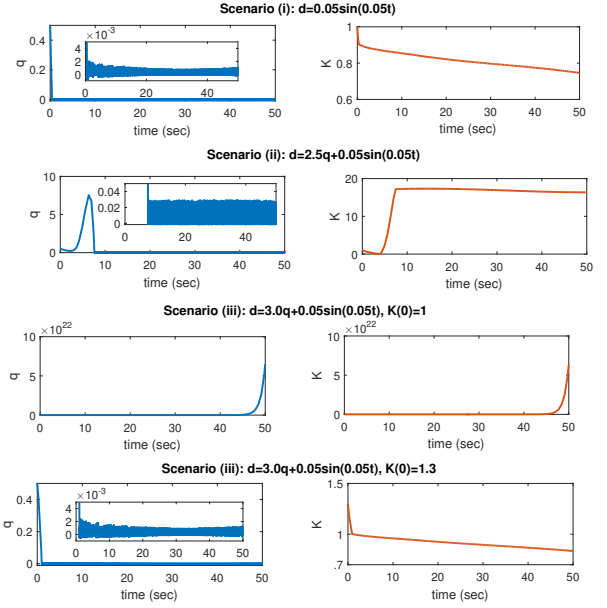 Scenario (i): d=0.05sin(0.05t)
q
0.4
0.2
0
×10⁻³
4
2
0
0 10 20 30 40 50
0 10 20 30 40 50
time (sec)
K
1
0.8
0.6
0 10 20 30 40 50
time (sec)
Scenario (ii): d=2.5q+0.05sin(0.05t)
q
10
5
0
0.04
0.02
0
0 20 40
0 10 20 30 40 50
time (sec)
K
20
10
0
0 10 20 30 40 50
time (sec)
Scenario (iii): d=3.0q+0.05sin(0.05t), K(0)=1
q
×10²²
10
5
0
0 10 20 30 40 50
time (sec)
K
×10²²
10
5
0
0 10 20 30 40 50
time (sec)
Scenario (iii): d=3.0q+0.05sin(0.05t), K(0)=1.3
q
0.4
0.2
0
×10⁻³
4
2
0
0 10 20 30 40 50
0 10 20 30 40 50
time (sec)
K
1.5
1
.7
0 10 20 30 40 50
time (sec)